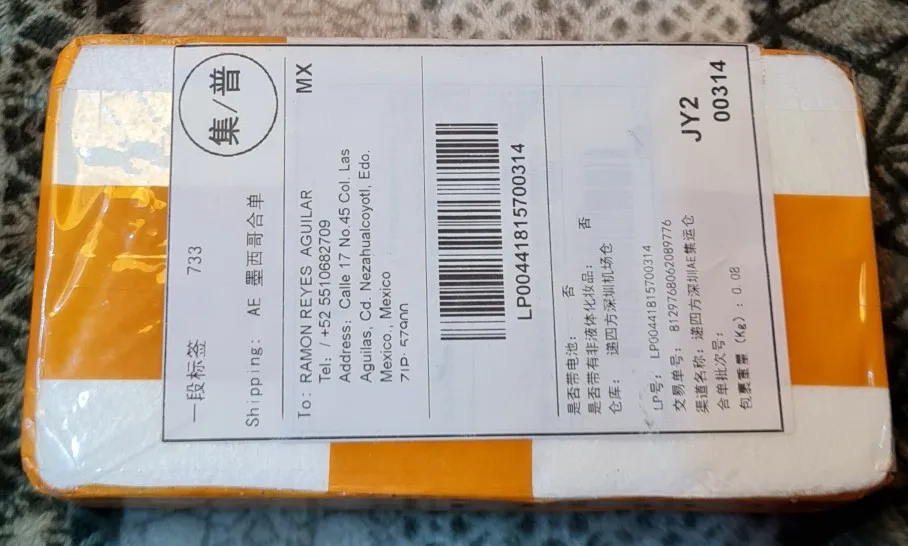 集/普
MX
一段标签 733
Shipping: AE 墨西哥合单
To: RAMON REYES AGUILAR
Tel: / +52 5510682709
Address: Calle 17 No.45 Col. Las
Aguilas, Cd. Nezahualcoyotl, Edo.
Mexico., Mexico
ZIP: 57900
LP00441815700314
是否带电池: 否
是否带有非液体化妆品: 否
仓库: 递四方深圳机场仓
LP号: LP00441815700314
交易单号: 8129768062089776
渠道名称: 递四方深圳AE集运仓
合单批次号:
包裹重量 (Kg): 0.08
JY2
00314